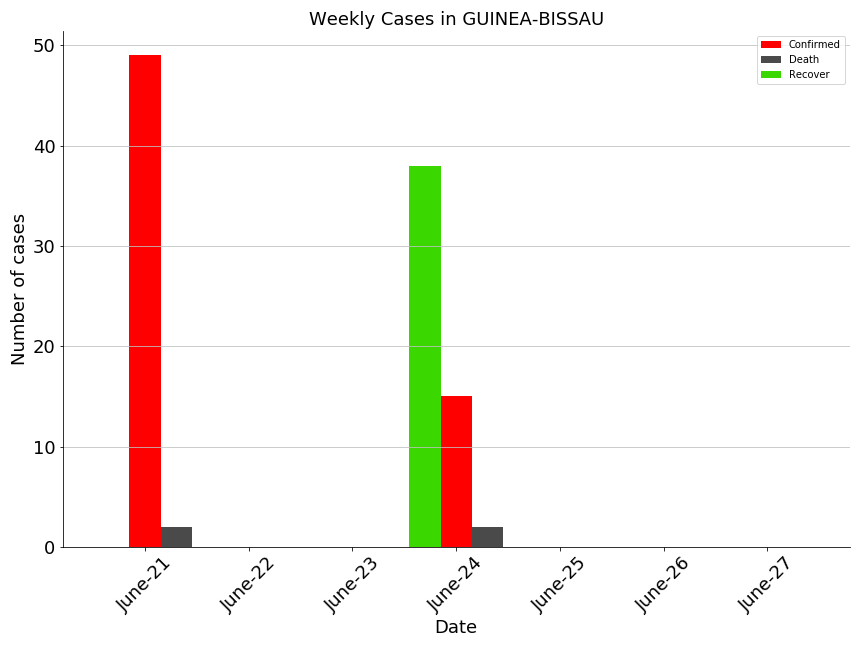 Weekly Cases in GUINEA-BISSAU
Confirmed
Death
Recover
50
40
30
20
10
0
Number of cases
June-21
June-22
June-23
June-24
June-25
June-26
June-27
Date